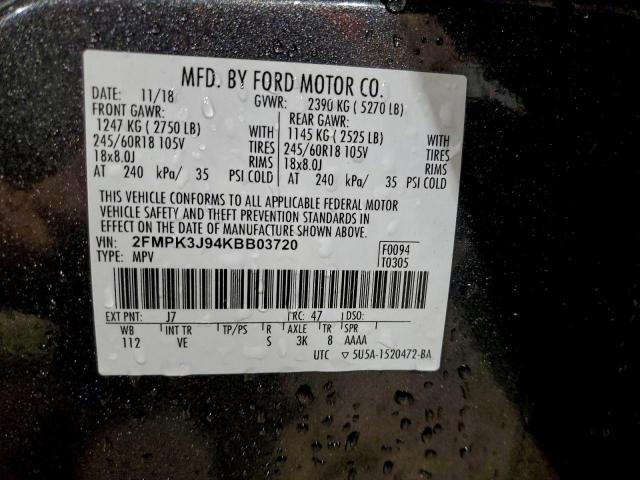 MFD. BY FORD MOTOR CO.
DATE: 11/18 GVWR: 2390 KG ( 5270 LB)
FRONT GAWR: REAR GAWR:
1247 KG ( 2750 LB) WITH 1145 KG ( 2525 LB) WITH
245/60R18 105V TIRES 245/60R18 105V TIRES
18x8.0J RIMS 18x8.0J RIMS
AT 240 kPa/ 35 PSI COLD AT 240 kPa/ 35 PSI COLD
THIS VEHICLE CONFORMS TO ALL APPLICABLE FEDERAL MOTOR
VEHICLE SAFETY AND THEFT PREVENTION STANDARDS IN
EFFECT ON THE DATE OF MANUFACTURE SHOWN ABOVE.
VIN: 2FMPK3J94KBB03720 F0094
TYPE: MPV T0305
EXT PNT: J7 RC: 47 DSO:
WB INT TR TP/PS R AXLE TR SPR
112 VE S 3K 8 AAAA
UTC ▽ 5U5A-1520472-BA